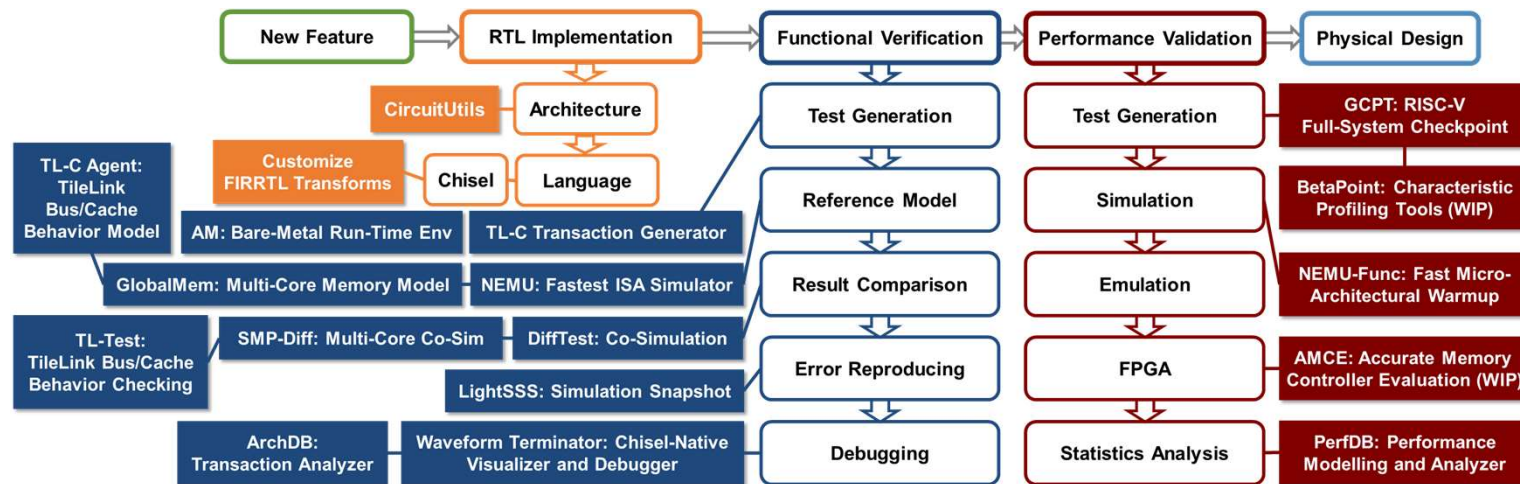 New Feature
RTL Implementation
Functional Verification
Performance Validation
Physical Design
CircuitUtils
Architecture
Customize
FIRRTL Transforms
Chisel
Language
TL-C Agent:
TileLink
Bus/Cache
Behavior Model
AM: Bare-Metal Run-Time Env
TL-C Transaction Generator
GlobalMem: Multi-Core Memory Model
NEMU: Fastest ISA Simulator
TL-Test:
TileLink Bus/Cache
Behavior Checking
SMP-Diff: Multi-Core Co-Sim
DiffTest: Co-Simulation
LightSSS: Simulation Snapshot
ArchDB:
Transaction Analyzer
Waveform Terminator: Chisel-Native
Visualizer and Debugger
Test Generation
Reference Model
Result Comparison
Error Reproducing
Debugging
Test Generation
Simulation
Emulation
FPGA
Statistics Analysis
GCPT: RISC-V
Full-System Checkpoint
BetaPoint: Characteristic
Profiling Tools (WIP)
NEMU-Func: Fast Micro-
Architectural Warmup
AMCE: Accurate Memory
Controller Evaluation (WIP)
PerfDB: Performance
Modelling and Analyzer